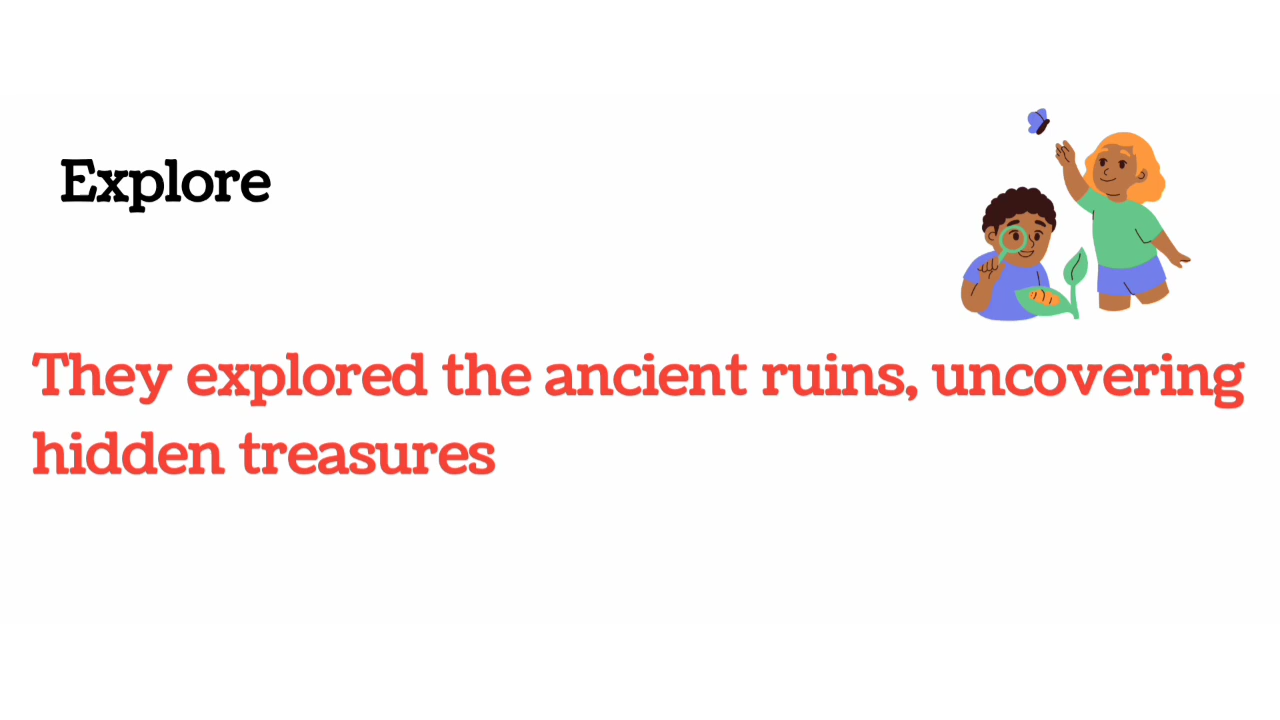 Explore
They explored the ancient ruins, uncovering
hidden treasures